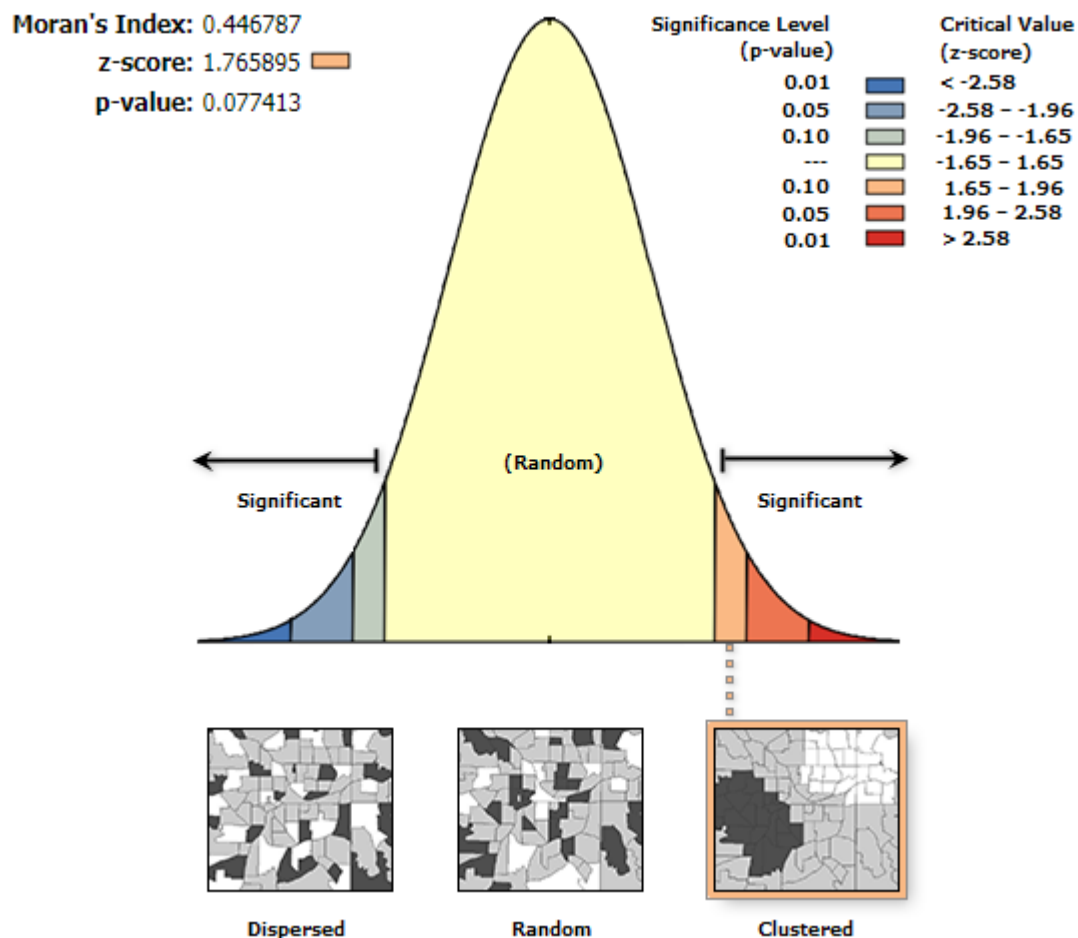 Moran's Index: 0.446787
z-score: 1.765895
p-value: 0.077413
Significance Level
(p-value)
Critical Value
(z-score)
0.01 < -2.58
0.05 -2.58 – -1.96
0.10 -1.96 – -1.65
--- -1.65 – 1.65
0.10 1.65 – 1.96
0.05 1.96 – 2.58
0.01 > 2.58
(Random)
Significant
Significant
Dispersed
Random
Clustered